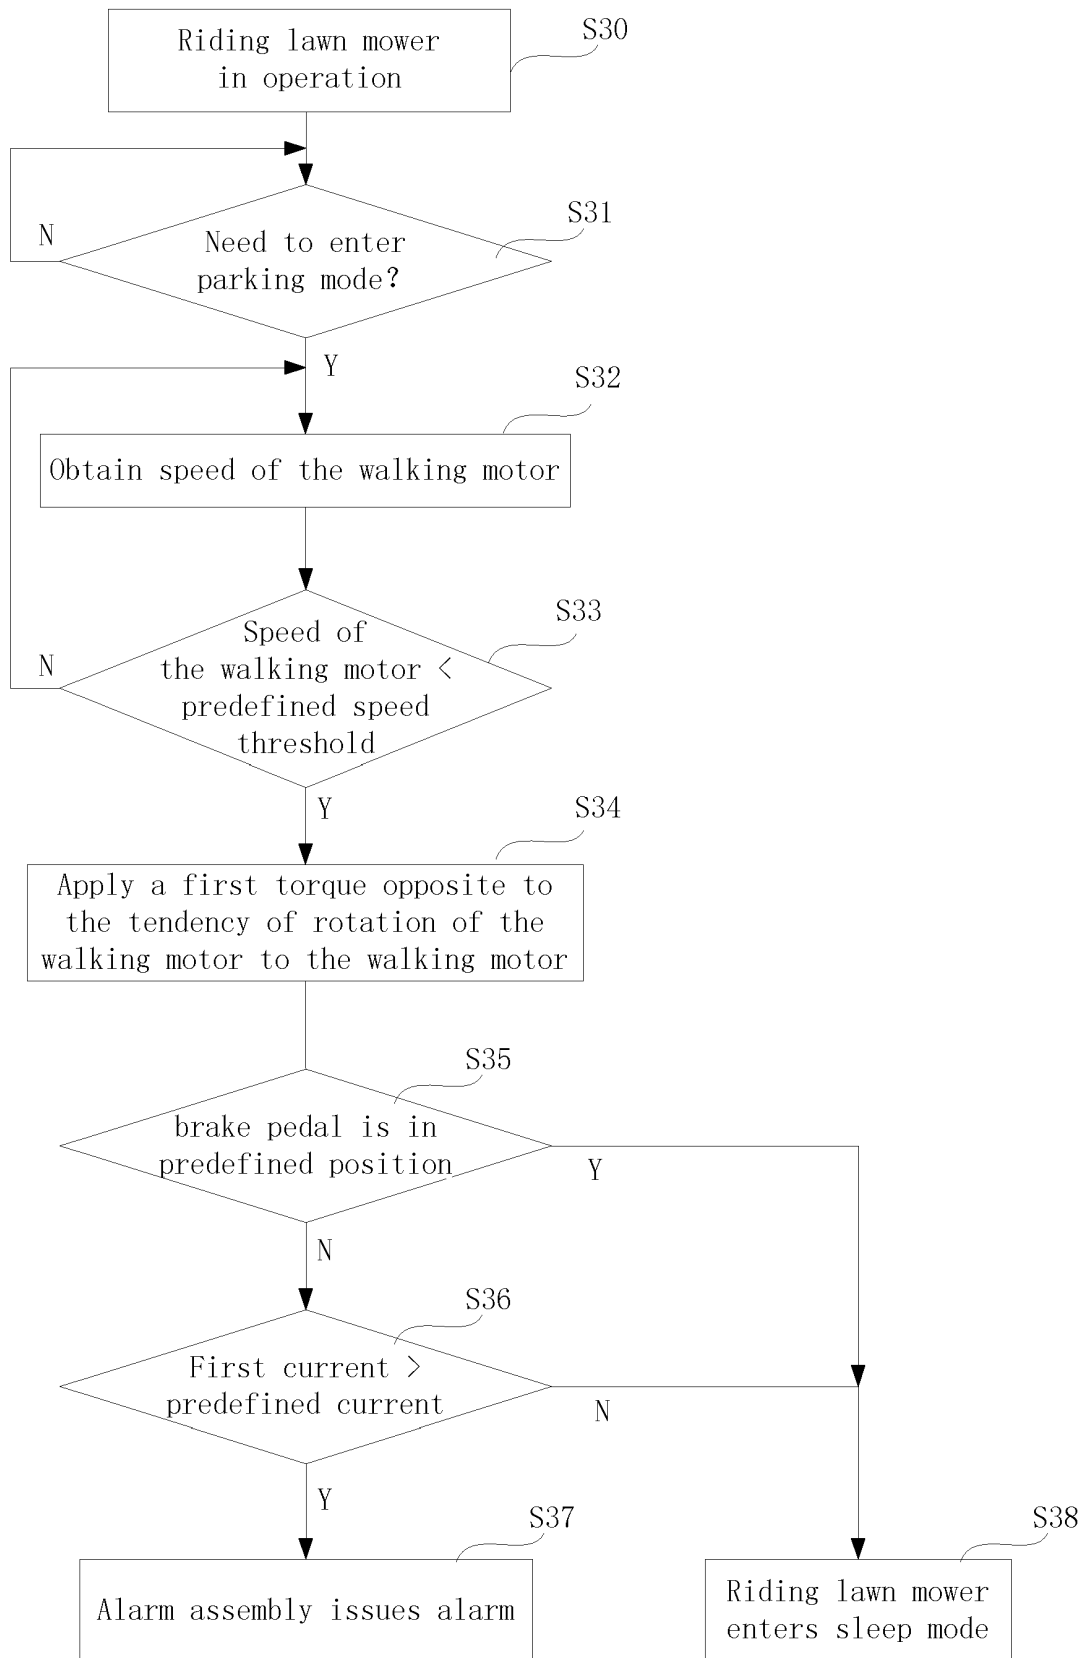 Riding lawn mower
in operation
S30
N
Need to enter
parking mode?
S31
Y
S32
Obtain speed of the walking motor
S33
N
Speed of
the walking motor <
predefined speed
threshold
Y
S34
Apply a first torque opposite to
the tendency of rotation of the
walking motor to the walking motor
S35
brake pedal is in
predefined position
Y
N
S36
First current >
predefined current
N
Y
S37
Alarm assembly issues alarm
S38
Riding lawn mower
enters sleep mode